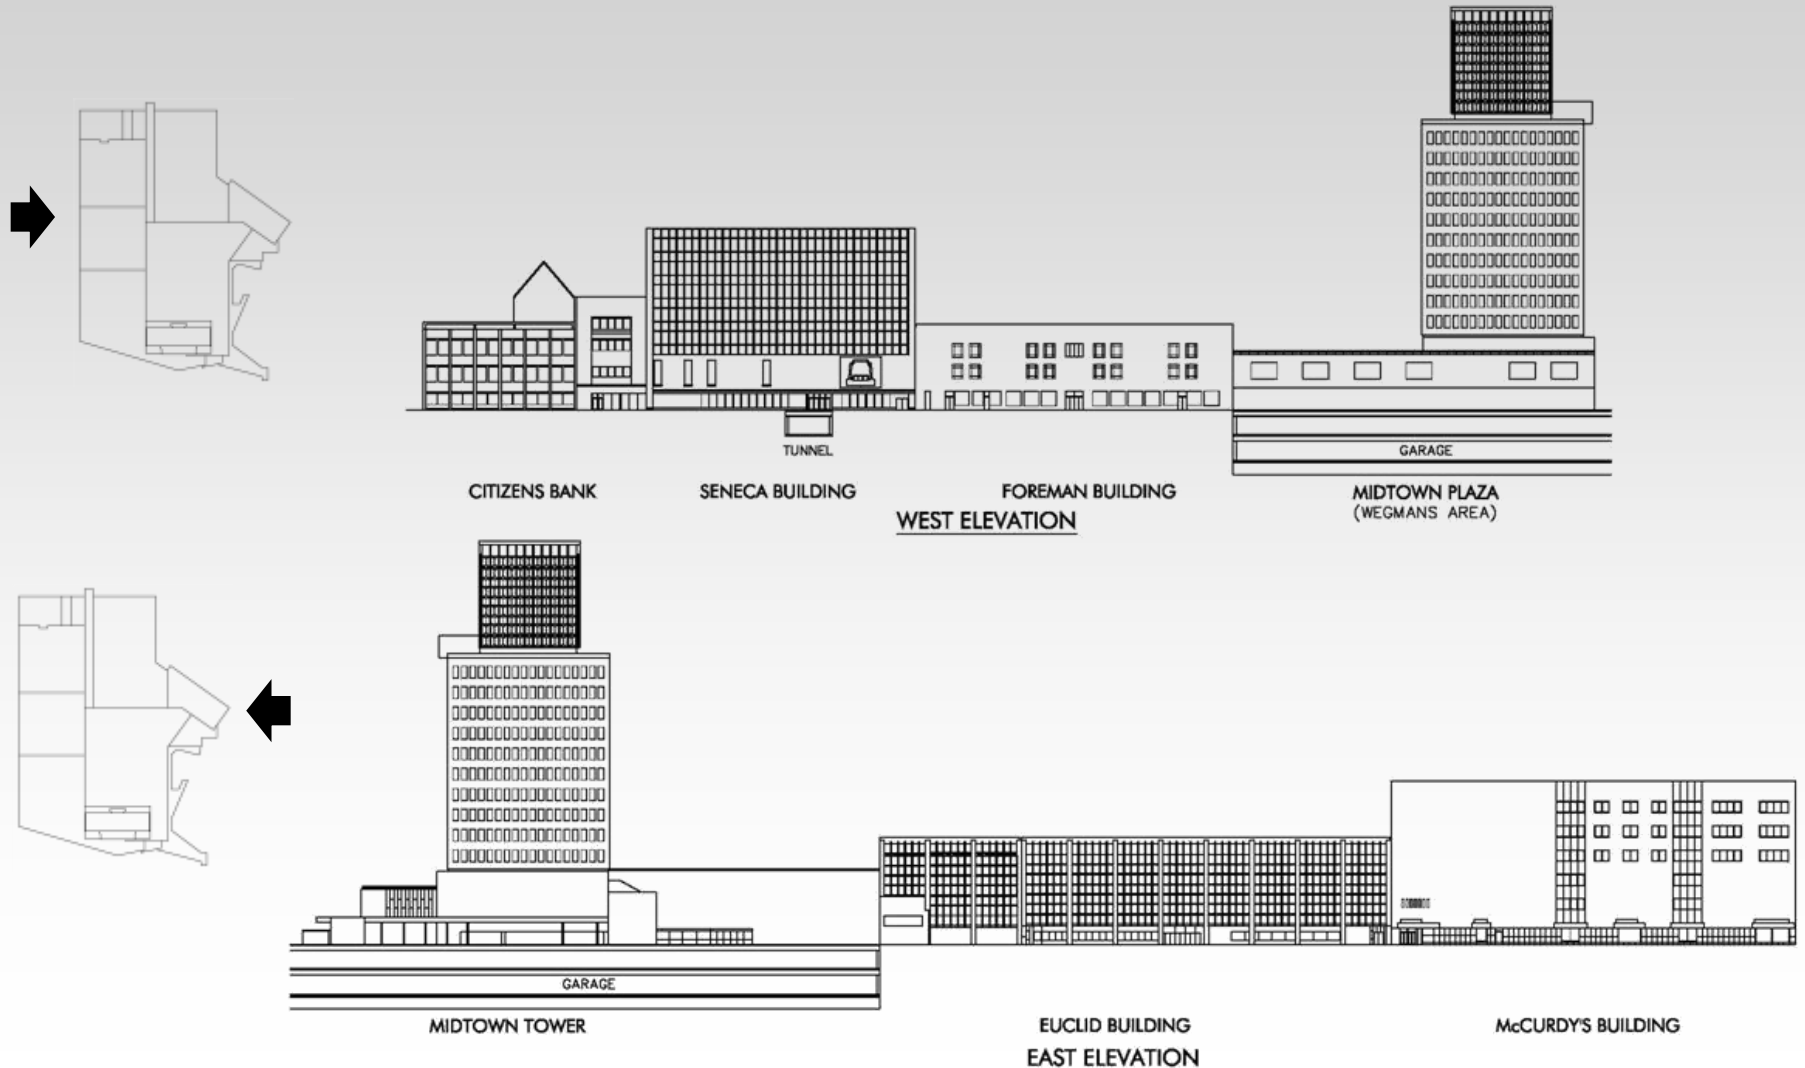 TUNNEL
GARAGE
CITIZENS BANK
SENECA BUILDING
FOREMAN BUILDING
MIDTOWN PLAZA
(WEGMANS AREA)
WEST ELEVATION
GARAGE
MIDTOWN TOWER
EUCLID BUILDING
McCURDY'S BUILDING
EAST ELEVATION